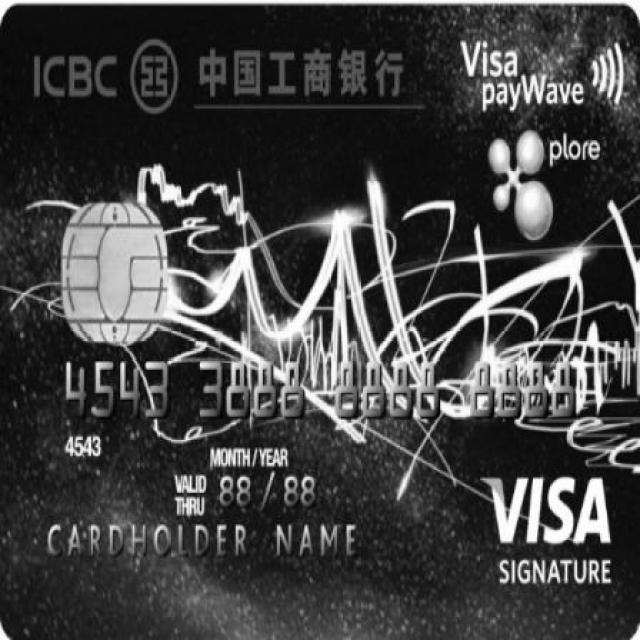 ICBC 中国工商银行
Visa
payWave
plore
4543 3888 8888 8888
4543
MONTH/YEAR
VALID
THRU 88/88
CARDHOLDER NAME
VISA
SIGNATURE